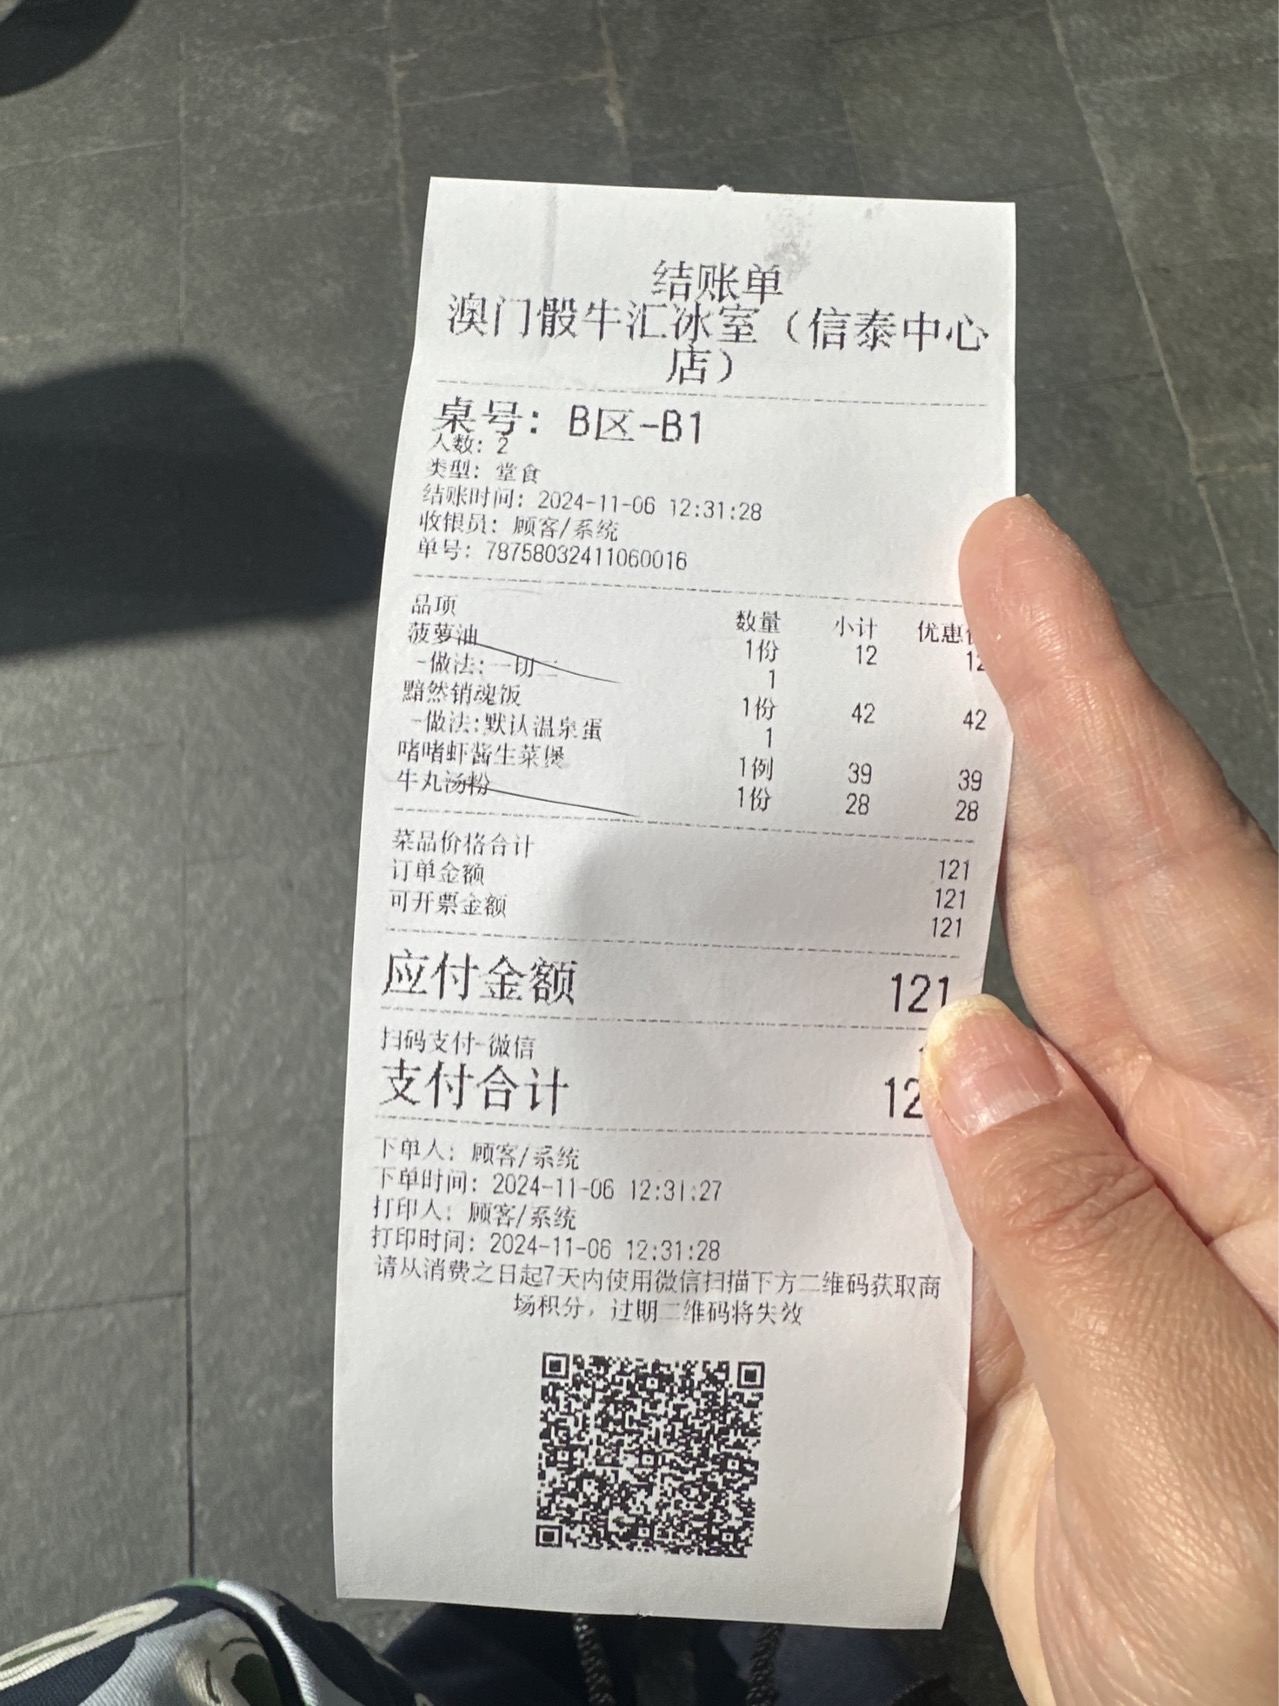 结账单
澳门骰牛汇冰室（信泰中心
店）
桌号：B区-B1
人数：2
类型：堂食
结账时间：2024-11-06 12:31:28
收银员：顾客/系统
单号：78758032411060016
品项 数量 小计 优惠
菠萝油 1份 12 12
-做法:一切二 1
黯然销魂饭 1份 42 42
-做法:默认温泉蛋 1
啫啫虾酱生菜煲 1例 39 39
牛丸汤粉 1份 28 28
菜品价格合计 121
订单金额 121
可开票金额 121
应付金额 121
扫码支付-微信
支付合计 12
下单人：顾客/系统
下单时间：2024-11-06 12:31:27
打印人：顾客/系统
打印时间：2024-11-06 12:31:28
请从消费之日起7天内使用微信扫描下方二维码获取商
场积分，过期二维码将失效